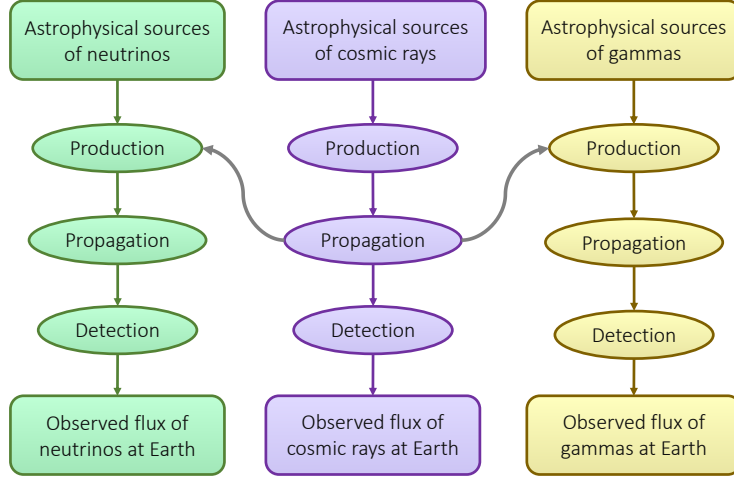 Astrophysical sources
of neutrinos
Astrophysical sources
of cosmic rays
Astrophysical sources
of gammas
Production
Production
Production
Propagation
Propagation
Propagation
Detection
Detection
Detection
Observed flux of
neutrinos at Earth
Observed flux of
cosmic rays at Earth
Observed flux of
gammas at Earth